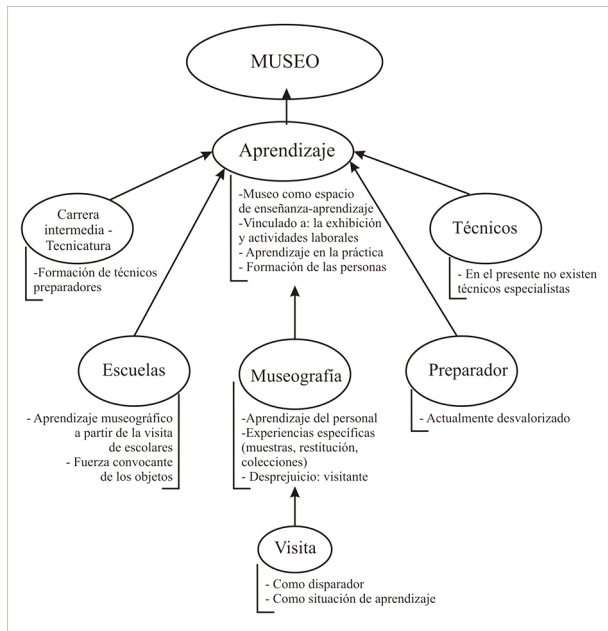 MUSEO
Aprendizaje
-Museo como espacio
de enseñanza-aprendizaje
-Vinculado a: la exhibición
y actividades laborales
- Aprendizaje en la práctica
- Formación de las personas
Carrera
intermedia -
Tecnicatura
-Formación de técnicos
preparadores
Técnicos
- En el presente no existen
técnicos especialistas
Escuelas
- Aprendizaje museográfico
a partir de la visita
de escolares
- Fuerza convocante
de los objetos
Museografía
-Aprendizaje del personal
-Experiencias específicas
(muestras, restitución,
colecciones)
- Desprejuicio: visitante
Preparador
- Actualmente desvalorizado
Visita
- Como disparador
- Como situación de aprendizaje